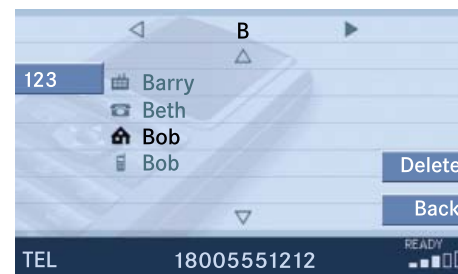 B
123
Barry
Beth
Bob
Bob
Delete
Back
TEL 18005551212 READY